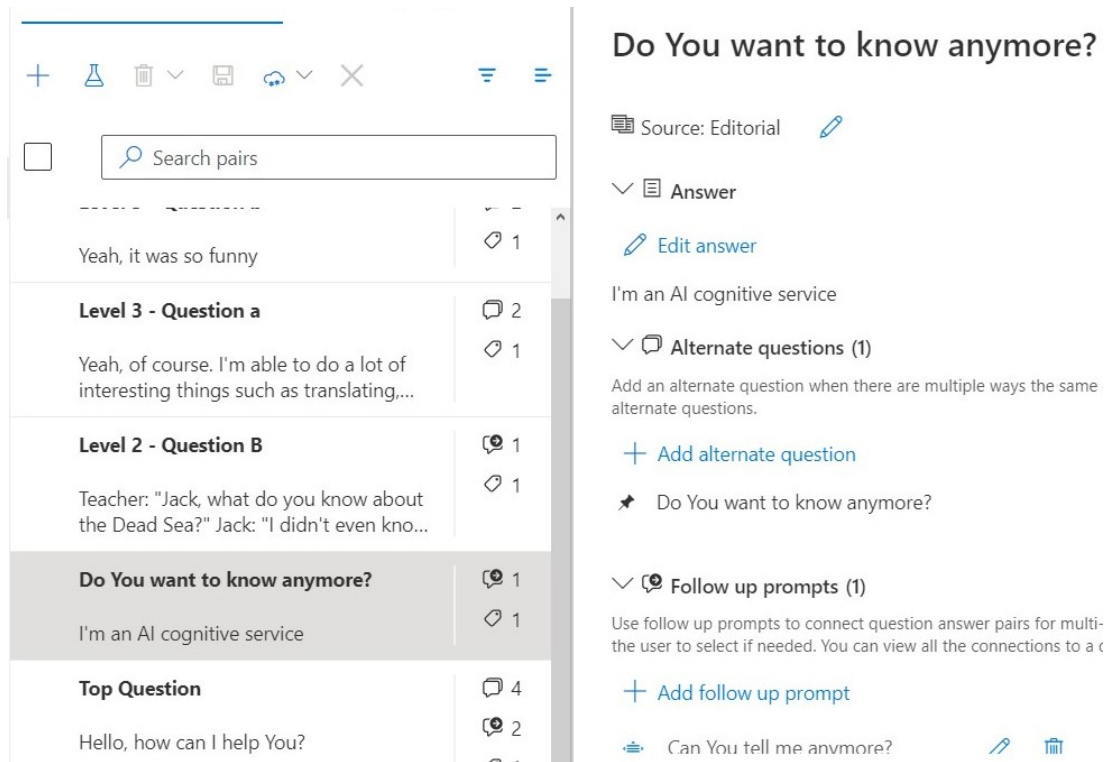 Search pairs
Yeah, it was so funny
1
Level 3 - Question a
2
Yeah, of course. I'm able to do a lot of
interesting things such as translating,...
1
Level 2 - Question B
1
Teacher: "Jack, what do you know about
the Dead Sea?" Jack: "I didn't even kno...
1
Do You want to know anymore?
1
I'm an AI cognitive service
1
Top Question
4
Hello, how can I help You?
2
Do You want to know anymore?
Source: Editorial
Answer
Edit answer
I'm an AI cognitive service
Alternate questions (1)
Add an alternate question when there are multiple ways the same
alternate questions.
Add alternate question
Do You want to know anymore?
Follow up prompts (1)
Use follow up prompts to connect question answer pairs for multi-
the user to select if needed. You can view all the connections to a
Add follow up prompt
Can You tell me anymore?